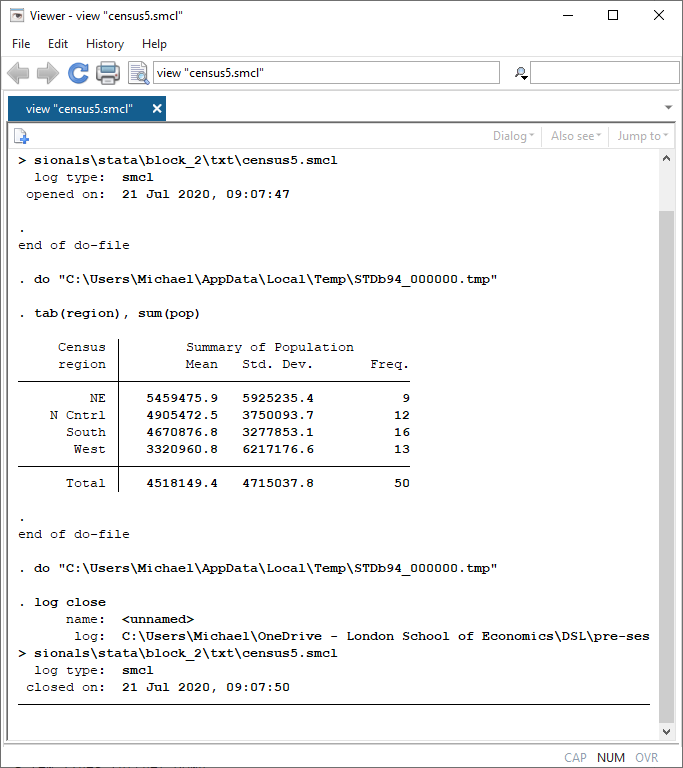 Viewer - view "census5.smcl"
File Edit History Help
view "census5.smcl"
view "census5.smcl"
Dialog Also see Jump to
> sionals\stata\block_2\txt\census5.smcl
log type: smcl
opened on: 21 Jul 2020, 09:07:47
.
end of do-file
. do "C:\Users\Michael\AppData\Local\Temp\STDb94_000000.tmp"
. tab(region), sum(pop)
Census Summary of Population
region Mean Std. Dev. Freq.
NE 5459475.9 5925235.4 9
N Cntrl 4905472.5 3750093.7 12
South 4670876.8 3277853.1 16
West 3320960.8 6217176.6 13
Total 4518149.4 4715037.8 50
.
end of do-file
. do "C:\Users\Michael\AppData\Local\Temp\STDb94_000000.tmp"
. log close
name: <unnamed>
log: C:\Users\Michael\OneDrive - London School of Economics\DSL\pre-ses
> sionals\stata\block_2\txt\census5.smcl
log type: smcl
closed on: 21 Jul 2020, 09:07:50
CAP NUM OVR